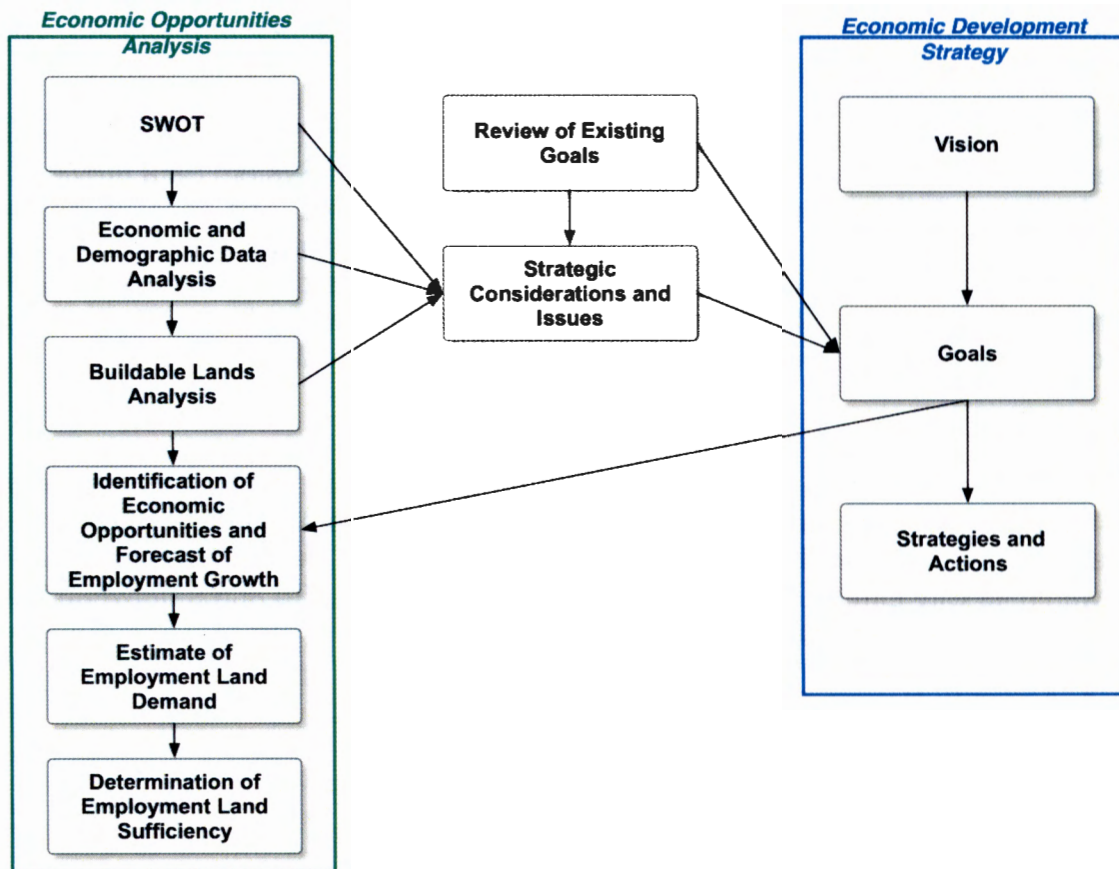 Economic Opportunities
Analysis
SWOT
Economic and
Demographic Data
Analysis
Buildable Lands
Analysis
Identification of
Economic
Opportunities and
Forecast of
Employment Growth
Estimate of
Employment Land
Demand
Determination of
Employment Land
Sufficiency
Review of Existing
Goals
Strategic
Considerations and
Issues
Economic Development
Strategy
Vision
Goals
Strategies and
Actions